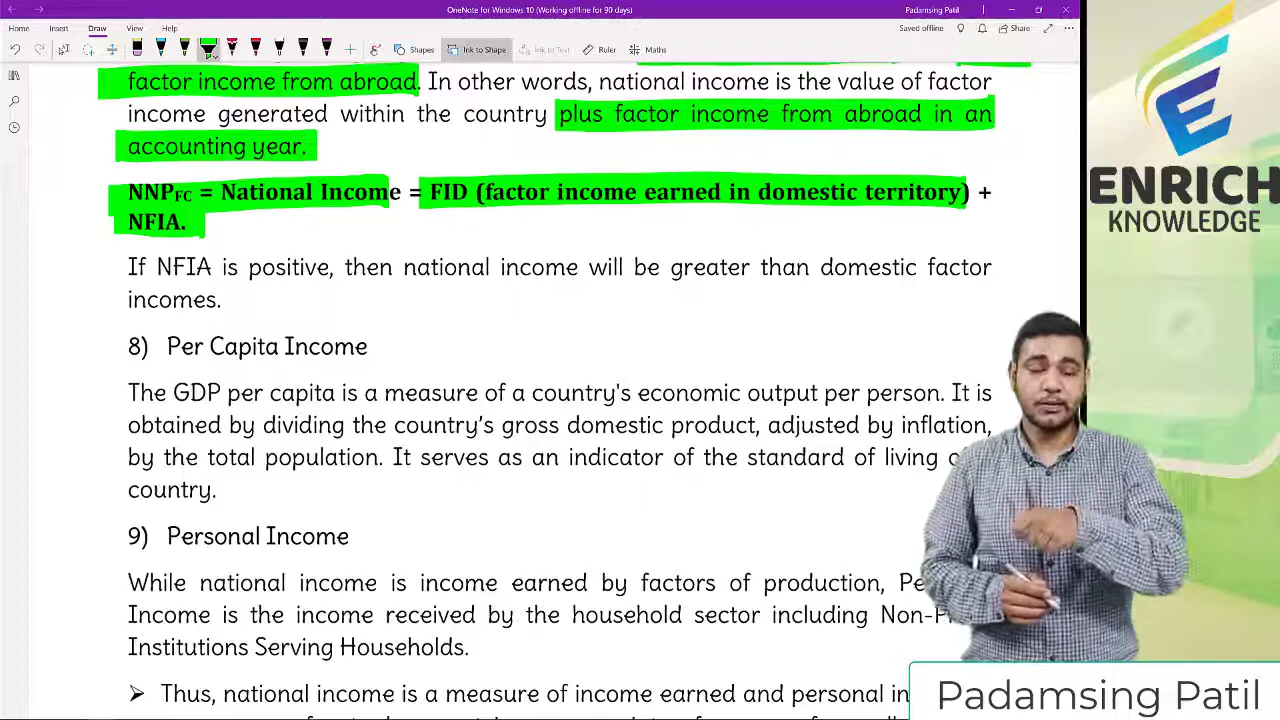 OneNote for Windows 10 (Working offline for 90 days)
Padamsing Patil
Home Insert Draw View Help
Saved offline
Share
Shapes Ink to Shape Ink to Text Ruler Maths
factor income from abroad. In other words, national income is the value of factor
income generated within the country plus factor income from abroad in an
accounting year.
NNPFC = National Income = FID (factor income earned in domestic territory) +
NFIA.
If NFIA is positive, then national income will be greater than domestic factor
incomes.
8) Per Capita Income
The GDP per capita is a measure of a country's economic output per person. It is
obtained by dividing the country's gross domestic product, adjusted by inflation,
by the total population. It serves as an indicator of the standard of living
country.
9) Personal Income
While national income is income earned by factors of production,
Income is the income received by the household sector including
Institutions Serving Households.
➢ Thus, national income is a measure of income earned and personal
ENRICH
KNOWLEDGE
Padamsing Patil